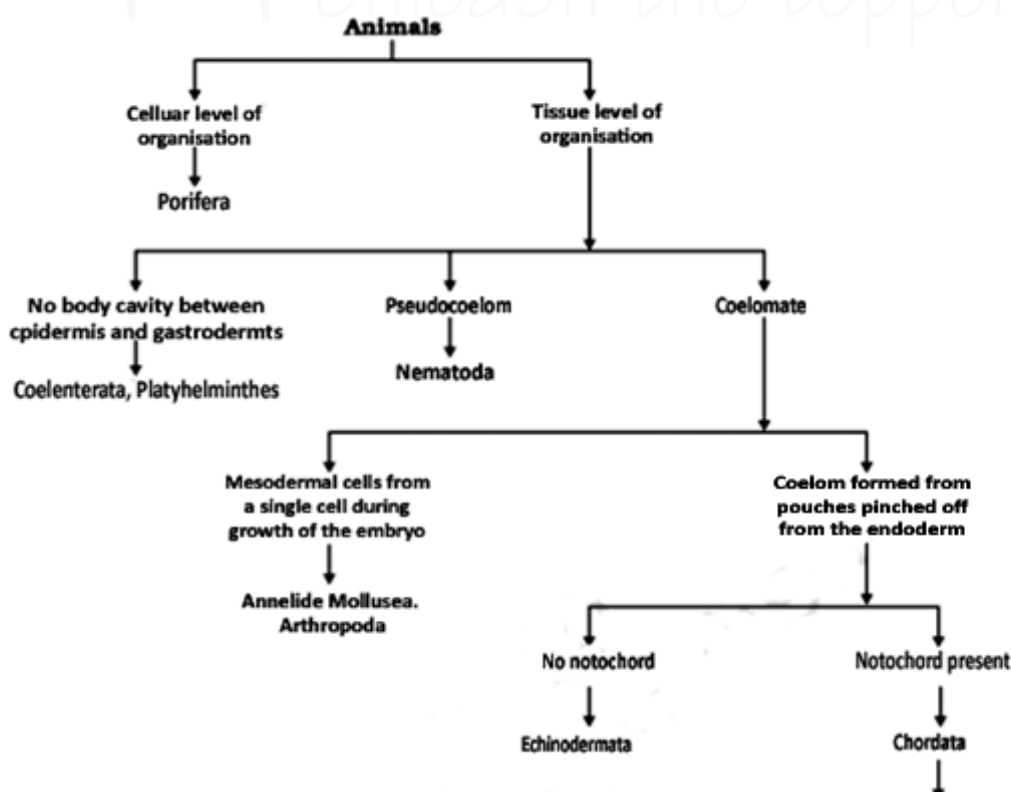 Animals
Celluar level of
organisation
Tissue level of
organisation
Porifera
No body cavity between
cpidermis and gastrodermts
Pseudocoelom
Coelomate
Nematoda
Coelenterata, Platyhelminthes
Mesodermal cells from
a single cell during
growth of the embryo
Coelom formed from
pouches pinched off
from the endoderm
Annelide Mollusea.
Arthropoda
No notochord
Notochord present
Echinodermata
Chordata